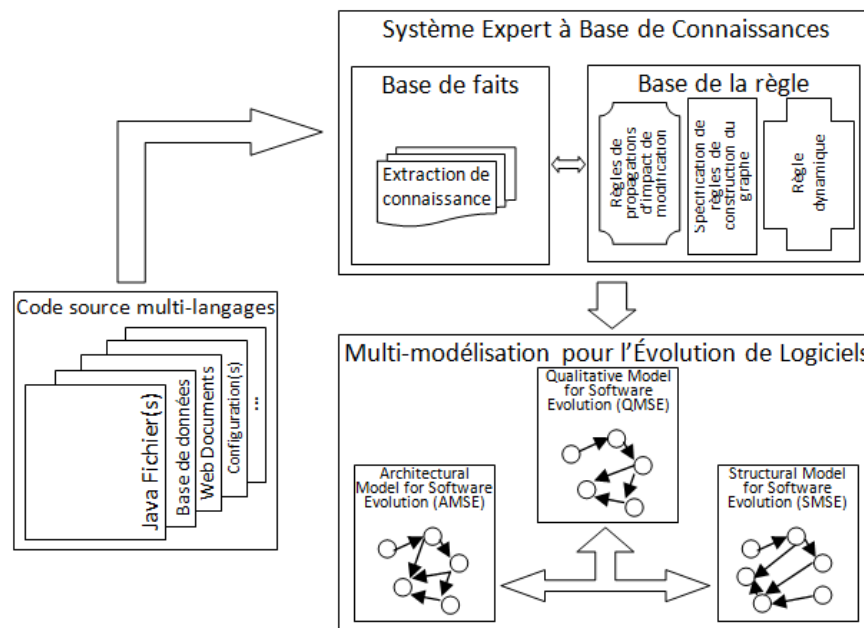 Système Expert à Base de Connaissances
Base de faits
Extraction de
connaissance
Base de la règle
Règles de
propagations
d'impact de
modification
Spécification de
règles de
construction du
graphe
Règle
dynamique
Code source multi-langages
Java Fichier(s)
Base de données
Web Documents
Configuration(s)
...
Multi-modélisation pour l'Évolution de Logiciels
Qualitative Model
for Software
Evolution (QMSE)
Architectural
Model for Software
Evolution (AMSE)
Structural Model
for Software
Evolution (SMSE)